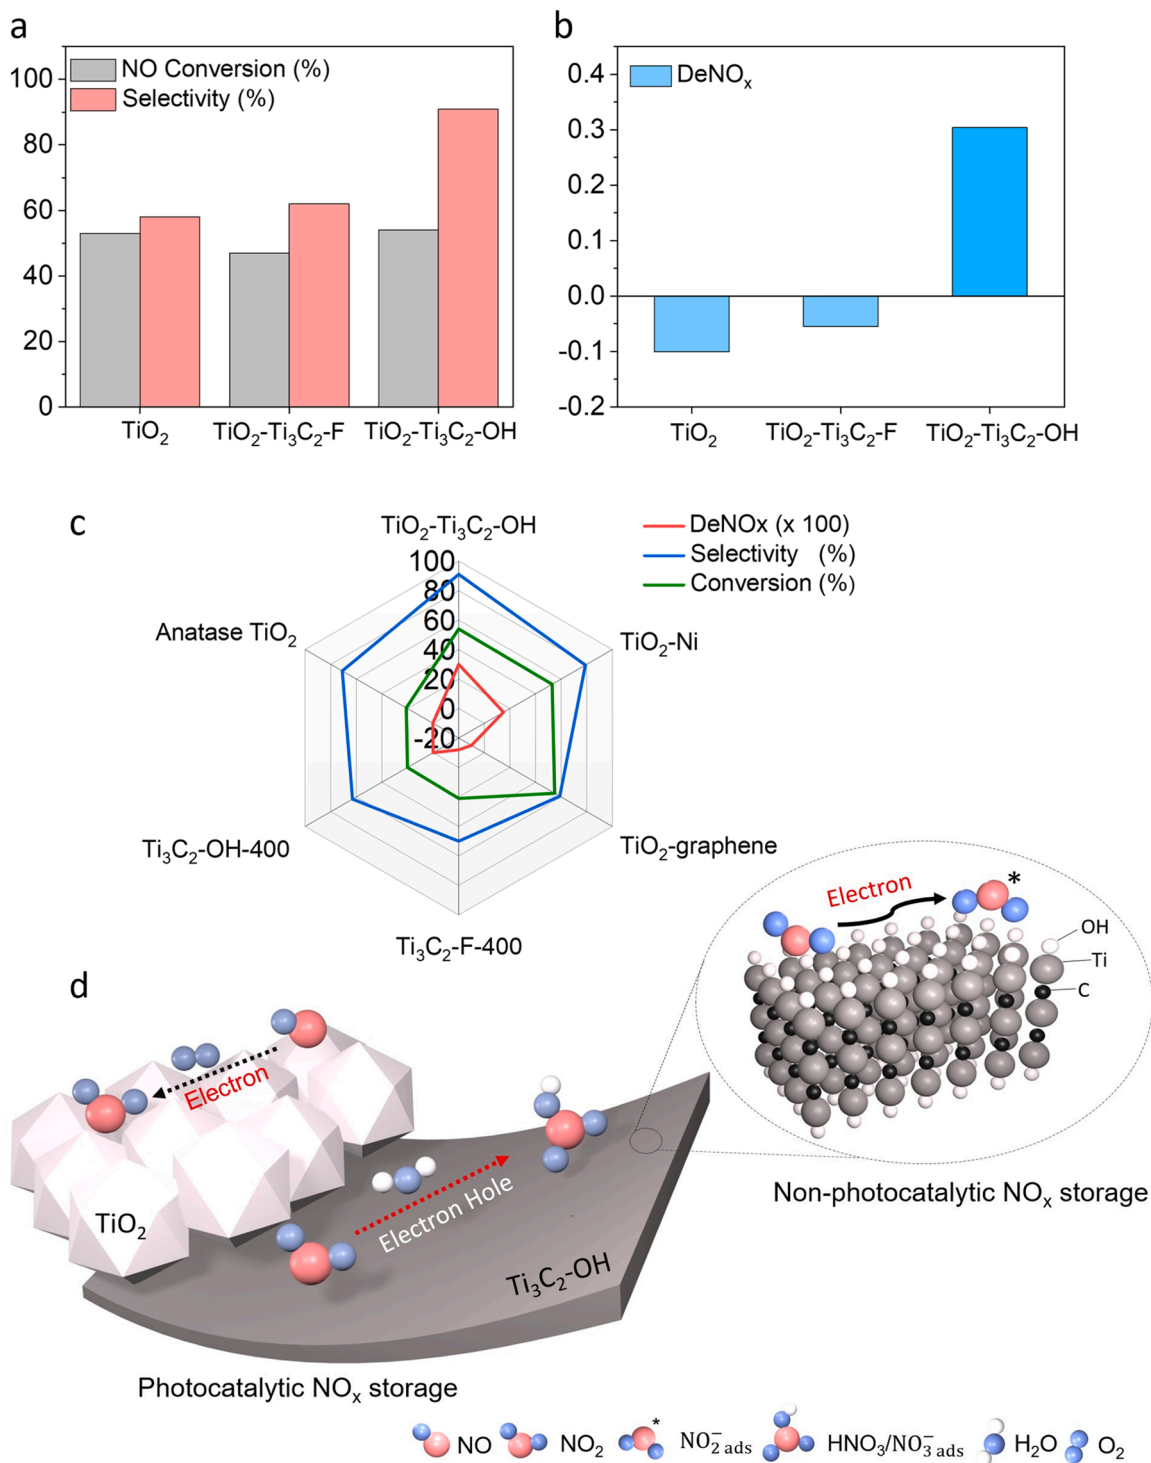 a
NO Conversion (%)
Selectivity (%)
100
80
60
40
20
0
TiO₂
TiO₂-Ti₃C₂-F
TiO₂-Ti₃C₂-OH
b
DeNOₓ
0.4
0.3
0.2
0.1
0.0
-0.1
-0.2
TiO₂
TiO₂-Ti₃C₂-F
TiO₂-Ti₃C₂-OH
c
TiO₂-Ti₃C₂-OH
DeNOx (x 100)
Selectivity (%)
Conversion (%)
100
80
60
40
20
0
-20
Anatase TiO₂
TiO₂-Ni
Ti₃C₂-OH-400
TiO₂-graphene
Ti₃C₂-F-400
d
Electron
*
OH
Ti
C
Electron
Electron Hole
TiO₂
Ti₃C₂-OH
Non-photocatalytic NOₓ storage
Photocatalytic NOₓ storage
NO NO₂ * NO₂⁻ ads HNO₃/NO₃⁻ ads H₂O O₂